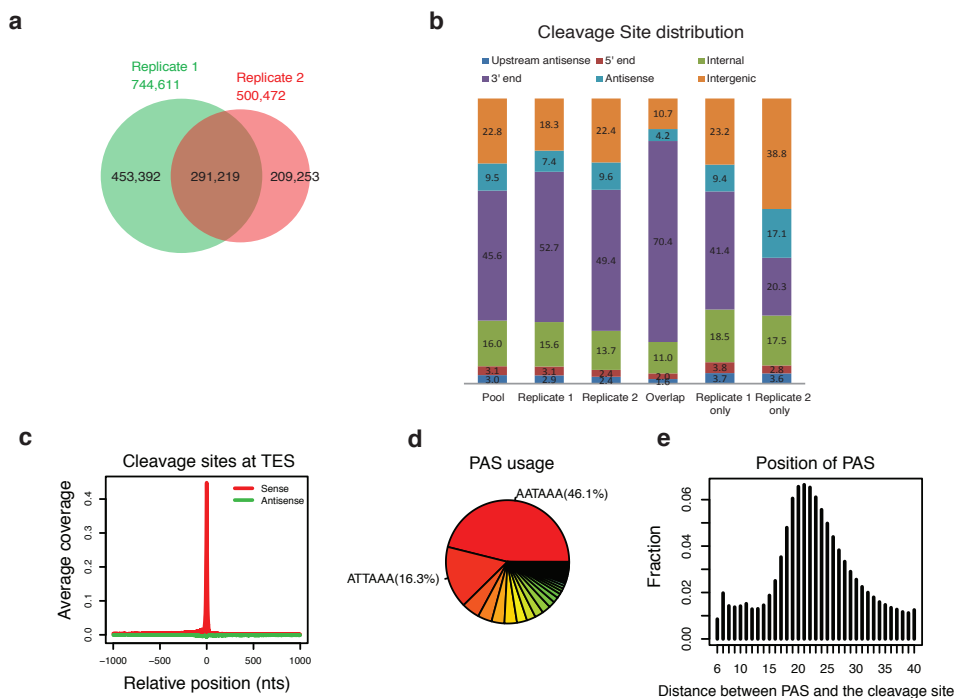 a
Replicate 1
744,611
Replicate 2
500,472
453,392
291,219
209,253
b
Cleavage Site distribution
Upstream antisense 5' end Internal
3' end Antisense Intergenic
22.8 18.3 22.4 10.7 23.2 38.8
9.5 7.4 9.6 4.2 9.4 17.1
45.6 52.7 49.4 70.4 41.4 20.3
16.0 15.6 13.7 11.0 18.5 17.5
3.1 3.1 2.4 2.0 3.8 2.8
3.0 2.9 2.4 1.6 3.7 3.6
Pool Replicate 1 Replicate 2 Overlap Replicate 1 Replicate 2
only only
c
Cleavage sites at TES
Sense
Antisense
Average coverage
0.4
0.3
0.2
0.1
0.0
−1000 −500 0 500 1000
Relative position (nts)
d
PAS usage
AATAAA(46.1%)
ATTAAA(16.3%)
e
Position of PAS
Fraction
0.06
0.04
0.02
0.00
6 10 15 20 25 30 35 40
Distance between PAS and the cleavage site